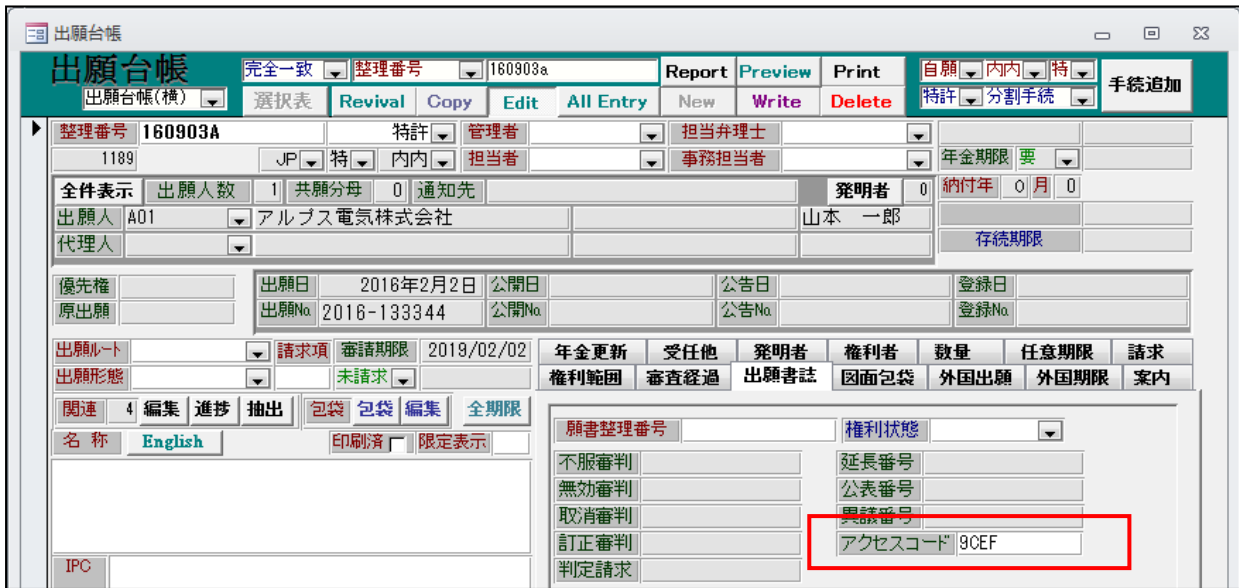 出願台帳
出願台帳 完全一致 整理番号 160903a Report Preview Print 自願 内内 特 手続追加
出願台帳(横) 選択表 Revival Copy Edit All Entry New Write Delete 特許 分割手続
整理番号 160903A 特許 管理者 担当弁理士
1189 JP 特 内内 担当者 事務担当者 年金期限 要
全件表示 出願人数 1 共願分母 0 通知先 発明者 0 納付年 0 月 0
出願人 A01 アルプス電気株式会社 山本 一郎
代理人 存続期限
優先権 出願日 2016年2月2日 公開日 公告日 登録日
原出願 出願No. 2016-133344 公開No. 公告No. 登録No.
出願ルート 請求項 審請期限 2019/02/02 年金更新 受任他 発明者 権利者 数量 任意期限 請求
出願形態 未請求 権利範囲 審査経過 出願書誌 図面包袋 外国出願 外国期限 案内
関連 4 編集 進捗 抽出 包袋 包袋 編集 全期限
名 称 English 印刷済 限定表示 願書整理番号 権利状態
不服審判 延長番号
無効審判 公表番号
取消審判 異議番号
訂正審判 アクセスコード 9CEF
IPC 判定請求